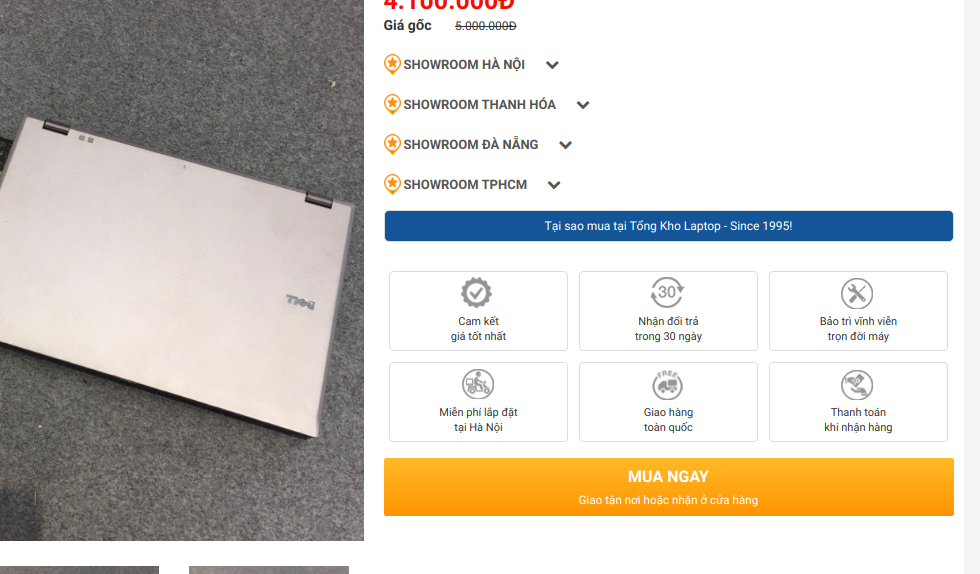 4.100.000Đ
Giá gốc 5.000.000Đ
SHOWROOM HÀ NỘI
SHOWROOM THANH HÓA
SHOWROOM ĐÀ NẴNG
SHOWROOM TPHCM
Tại sao mua tại Tổng Kho Laptop - Since 1995!
Cam kết
giá tốt nhất
30
Nhận đổi trả
trong 30 ngày
Bảo trì vĩnh viễn
trọn đời máy
Miễn phí lắp đặt
tại Hà Nội
FREE
Giao hàng
toàn quốc
Thanh toán
khi nhận hàng
MUA NGAY
Giao tận nơi hoặc nhận ở cửa hàng
DELL